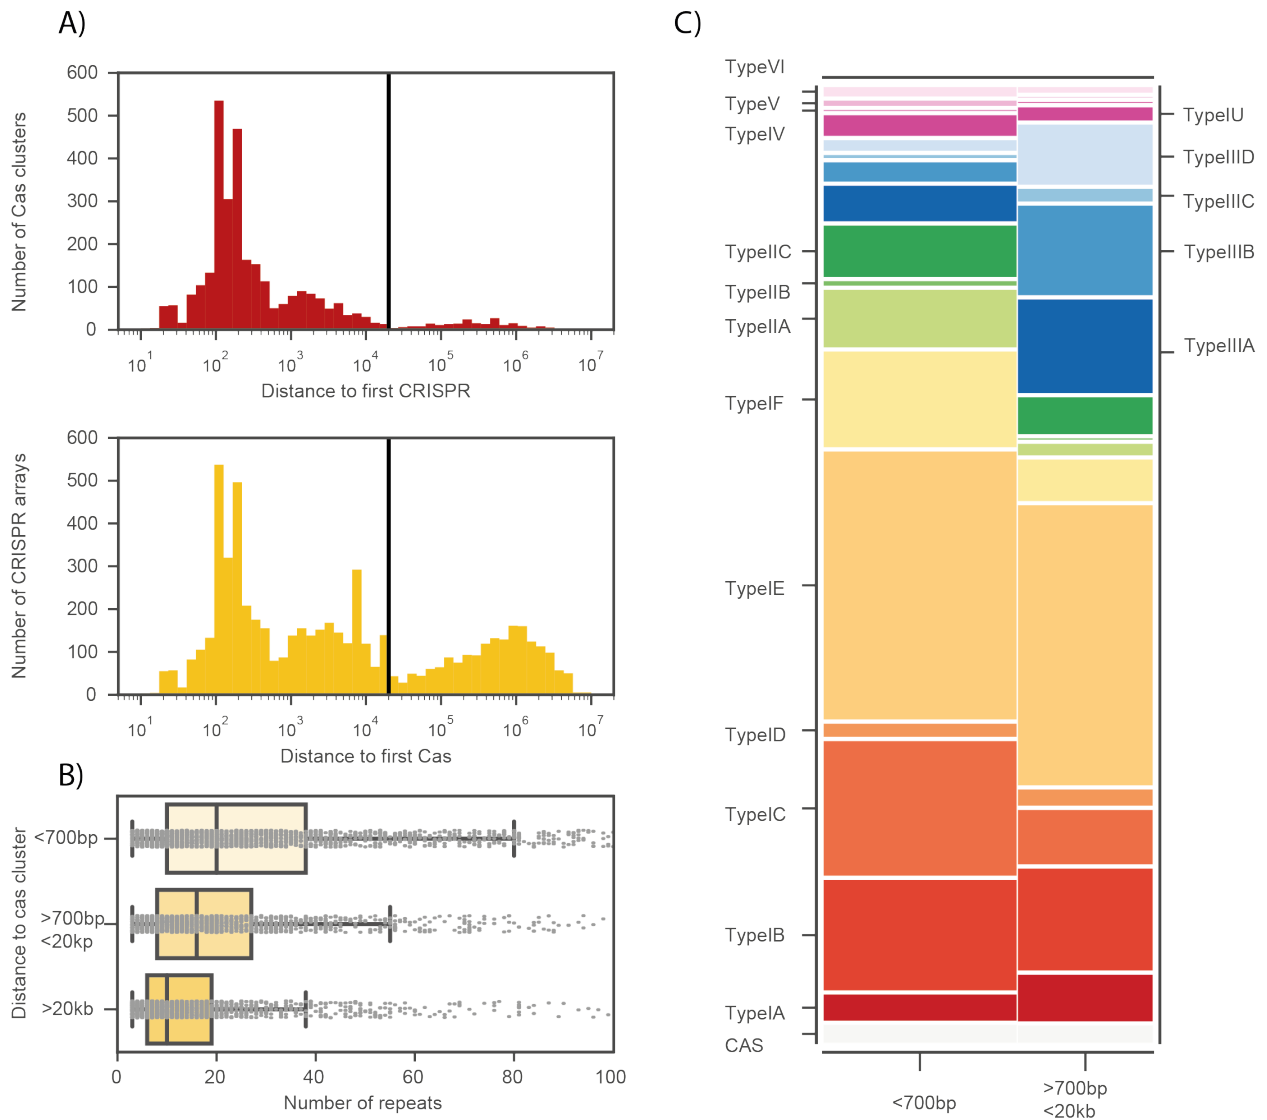 A)
Number of Cas clusters
600
500
400
300
200
100
0
10^1 10^2 10^3 10^4 10^5 10^6 10^7
Distance to first CRISPR
Number of CRISPR arrays
600
500
400
300
200
100
0
10^1 10^2 10^3 10^4 10^5 10^6 10^7
Distance to first Cas
B)
Distance to cas cluster
<700bp
>700bp
<20kp
>20kb
0 20 40 60 80 100
Number of repeats
C)
TypeVI
TypeV
TypeIV
TypeIIC
TypeIIB
TypeIIA
TypeIF
TypeIE
TypeID
TypeIC
TypeIB
TypeIA
CAS
TypeIU
TypeIIID
TypeIIIC
TypeIIIB
TypeIIIA
<700bp
>700bp
<20kb